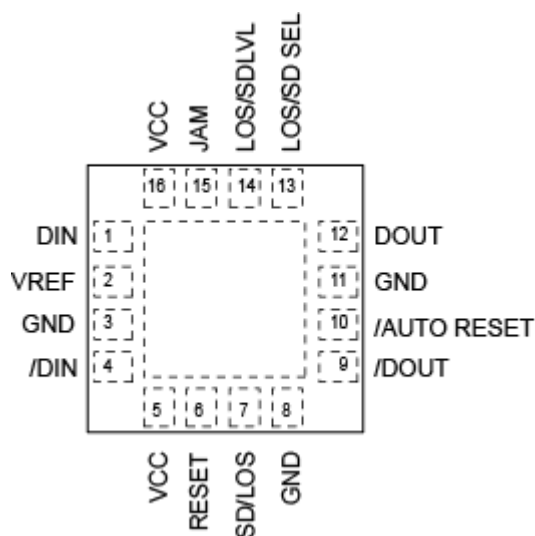 VCC
JAM
LOS/SDLVL
LOS/SD SEL
16
15
14
13
DIN 1
12 DOUT
VREF 2
11 GND
GND 3
10 /AUTO RESET
/DIN 4
9 /DOUT
5
6
7
8
VCC
RESET
SD/LOS
GND